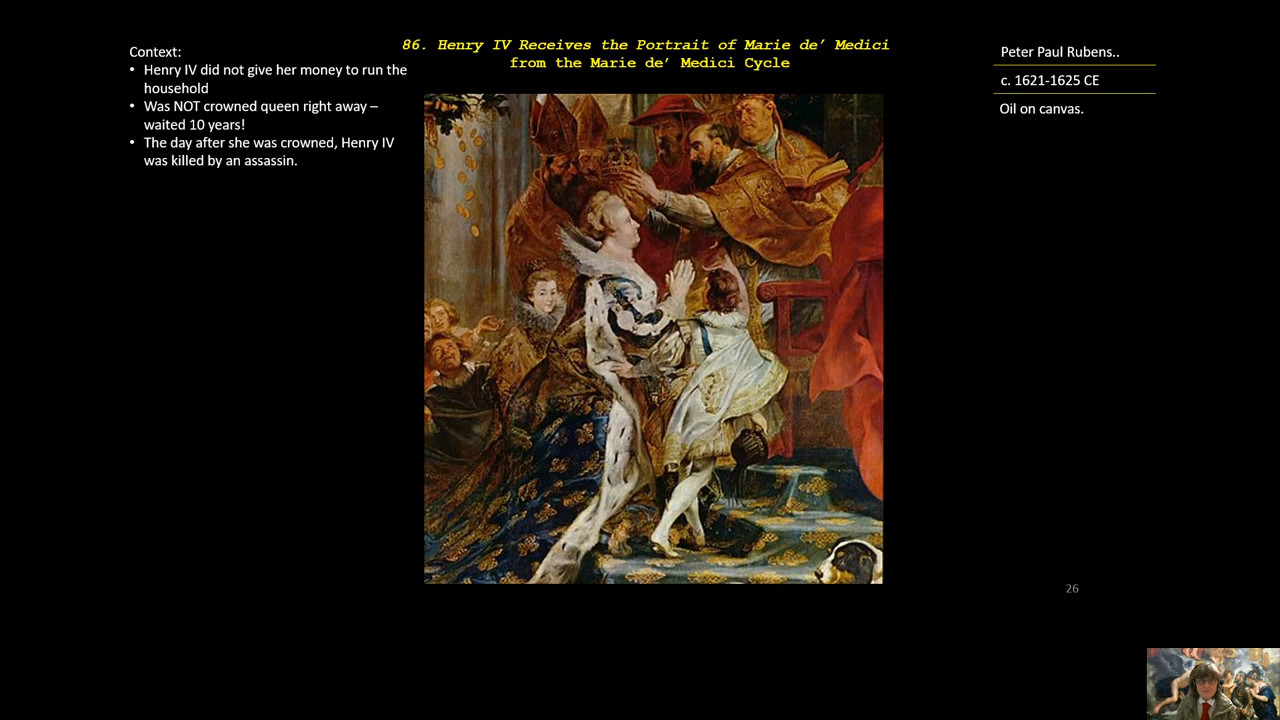 86. Henry IV Receives the Portrait of Marie de’ Medici
from the Marie de’ Medici Cycle
Context:
• Henry IV did not give her money to run the
household
• Was NOT crowned queen right away –
waited 10 years!
• The day after she was crowned, Henry IV
was killed by an assassin.
Peter Paul Rubens..
c. 1621-1625 CE
Oil on canvas.
26